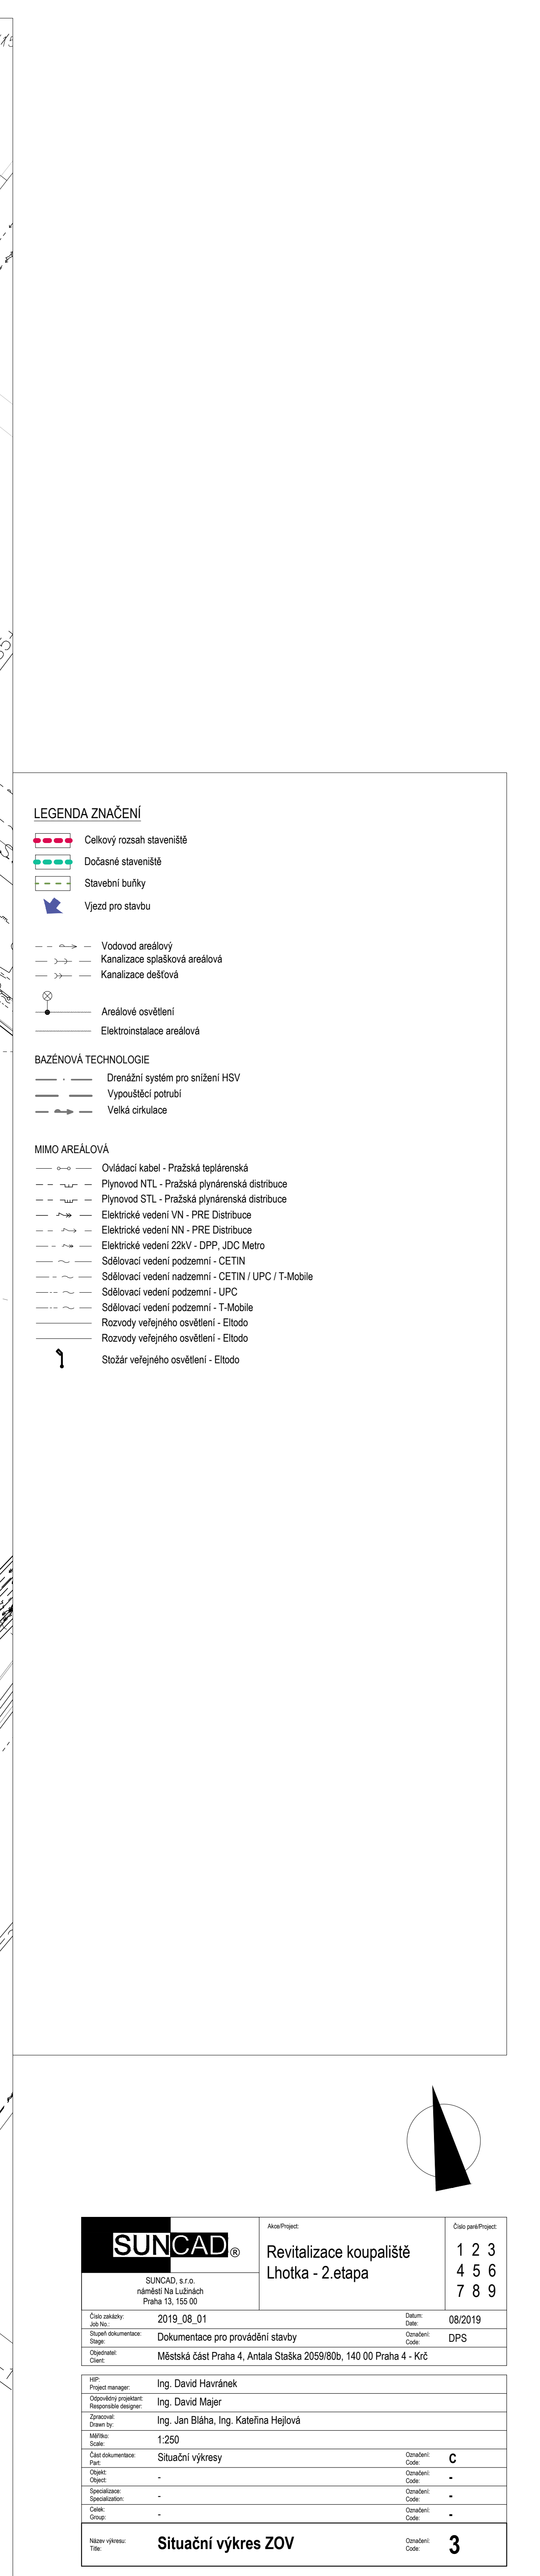 LEGENDA ZNAČENÍ
Celkový rozsah staveniště
Dočasné staveniště
Stavební buňky
Vjezd pro stavbu
Vodovod areálový
Kanalizace splašková areálová
Kanalizace dešťová
Areálové osvětlení
Elektroinstalace areálová
BAZÉNOVÁ TECHNOLOGIE
Drenážní systém pro snížení HSV
Vypouštěcí potrubí
Velká cirkulace
MIMO AREÁLOVÁ
Ovládací kabel - Pražská teplárenská
Plynovod NTL - Pražská plynárenská distribuce
Plynovod STL - Pražská plynárenská distribuce
Elektrické vedení VN - PRE Distribuce
Elektrické vedení NN - PRE Distribuce
Elektrické vedení 22kV - DPP, JDC Metro
Sdělovací vedení podzemní - CETIN
Sdělovací vedení nadzemní - CETIN / UPC / T-Mobile
Sdělovací vedení podzemní - UPC
Sdělovací vedení podzemní - T-Mobile
Rozvody veřejného osvětlení - Eltodo
Rozvody veřejného osvětlení - Eltodo
Stožár veřejného osvětlení - Eltodo
SUNCAD®
SUNCAD, s.r.o.
náměstí Na Lužinách
Praha 13, 155 00
Akce/Project:
Revitalizace koupaliště
Lhotka - 2.etapa
Číslo paré/Project:
1 2 3
4 5 6
7 8 9
Číslo zakázky:
Job No.:
2019_08_01
Datum:
Date:
08/2019
Stupeň dokumentace:
Stage:
Dokumentace pro provádění stavby
Označení:
Code:
DPS
Objednatel:
Client:
Městská část Praha 4, Antala Staška 2059/80b, 140 00 Praha 4 - Krč
HIP:
Project manager:
Ing. David Havránek
Odpovědný projektant:
Responsible designer:
Ing. David Majer
Zpracoval:
Drawn by:
Ing. Jan Bláha, Ing. Kateřina Hejlová
Měřítko:
Scale:
1:250
Část dokumentace:
Part:
Situační výkresy
Označení:
Code:
C
Objekt:
Object:
-
Označení:
Code:
-
Specializace:
Specialization:
-
Označení:
Code:
-
Celek:
Group:
-
Označení:
Code:
-
Název výkresu:
Title:
Situační výkres ZOV
Označení:
Code:
3